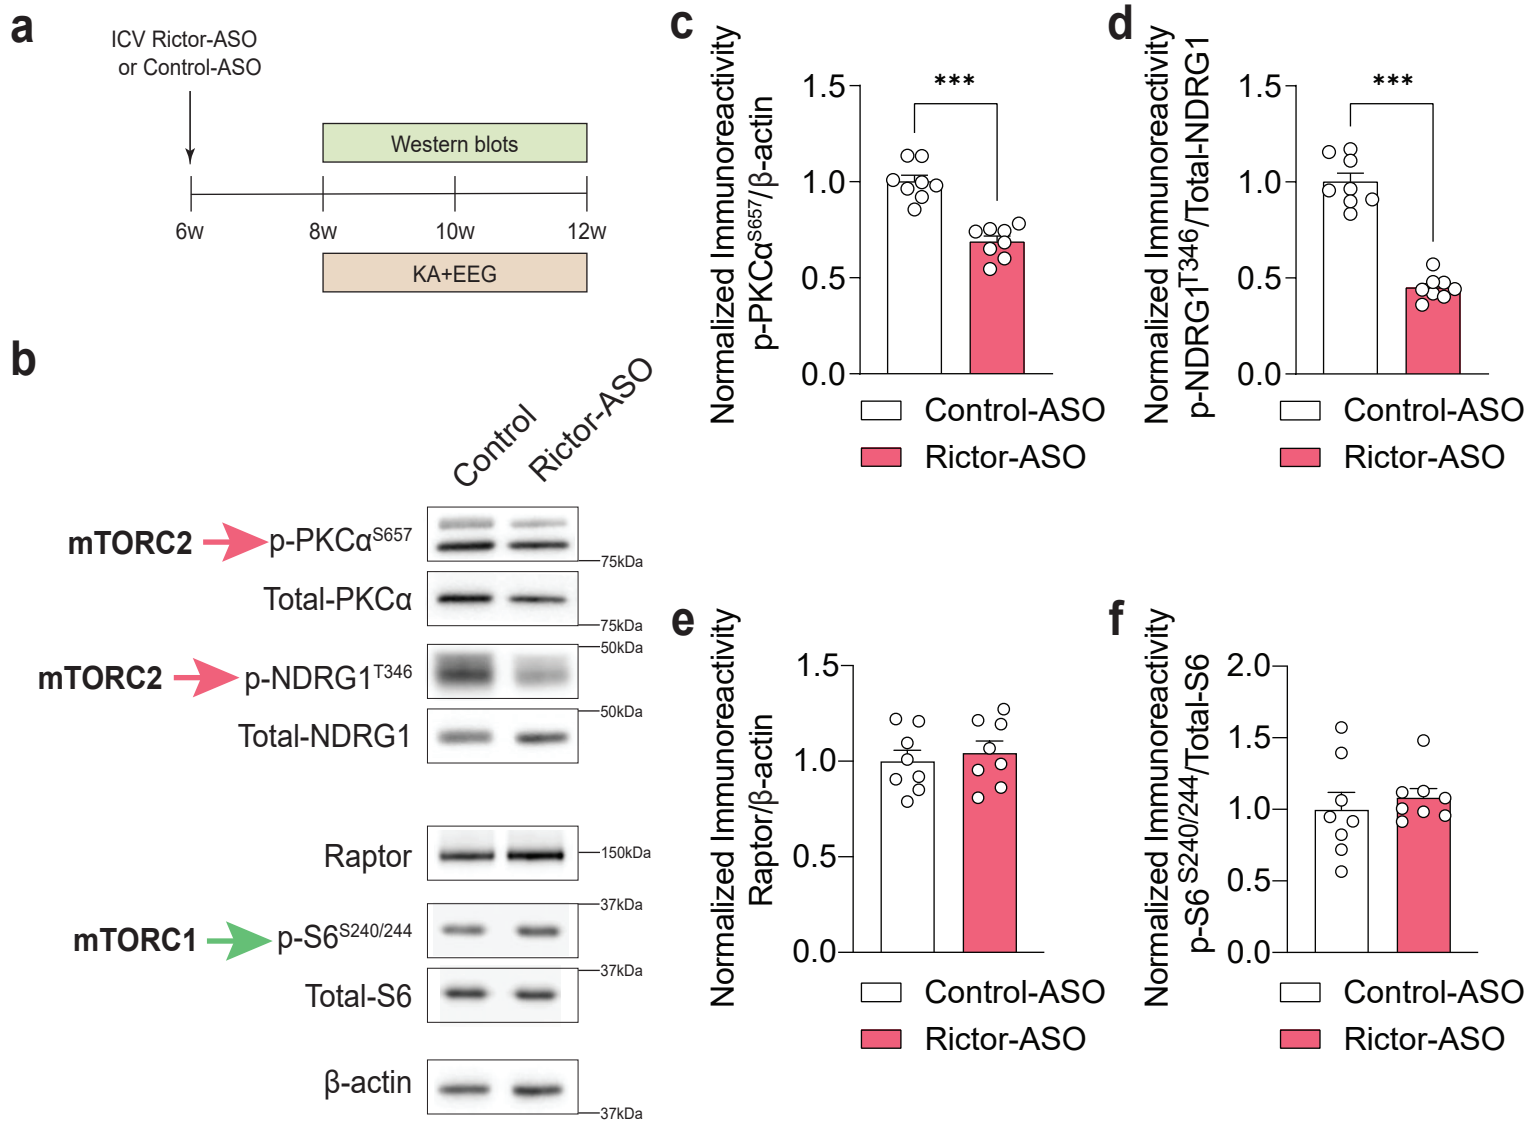 a
ICV Rictor-ASO
or Control-ASO
Western blots
6w 8w 10w 12w
KA+EEG
b
Control Rictor-ASO
mTORC2 p-PKCα^S657
75kDa
Total-PKCα
75kDa
50kDa
mTORC2 p-NDRG1^T346
50kDa
Total-NDRG1
Raptor 150kDa
37kDa
mTORC1 p-S6^S240/244
37kDa
Total-S6
β-actin
37kDa
c
Normalized Immunoreactivity
p-PKCα^S657/β-actin
1.5
1.0
0.5
0.0
***
Control-ASO
Rictor-ASO
d
Normalized Immunoreactivity
p-NDRG1^T346/Total-NDRG1
1.5
1.0
0.5
0.0
***
Control-ASO
Rictor-ASO
e
Normalized Immunoreactivity
Raptor/β-actin
1.5
1.0
0.5
0.0
Control-ASO
Rictor-ASO
f
Normalized Immunoreactivity
p-S6^S240/244/Total-S6
2.0
1.5
1.0
0.5
0.0
Control-ASO
Rictor-ASO